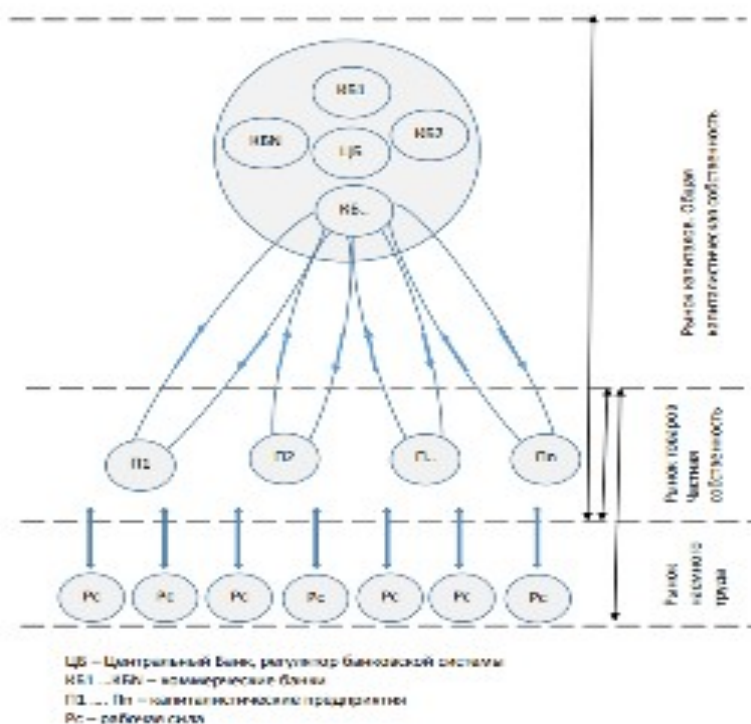 КБ1
КБN
КБ2
ЦБ
КБ...
Рынок капиталов. Общая
капиталистическая собственность
П1
П2
П...
Пn
Рынок товаров
Частная
собственность
Рс
Рс
Рс
Рс
Рс
Рс
Рс
Рынок
наемного
труда
ЦБ – Центральный Банк, регулятор банковской системы
КБ1 ...КБN – коммерческие банки
П1 .... Пn – капиталистические предприятия
Рс – рабочая сила